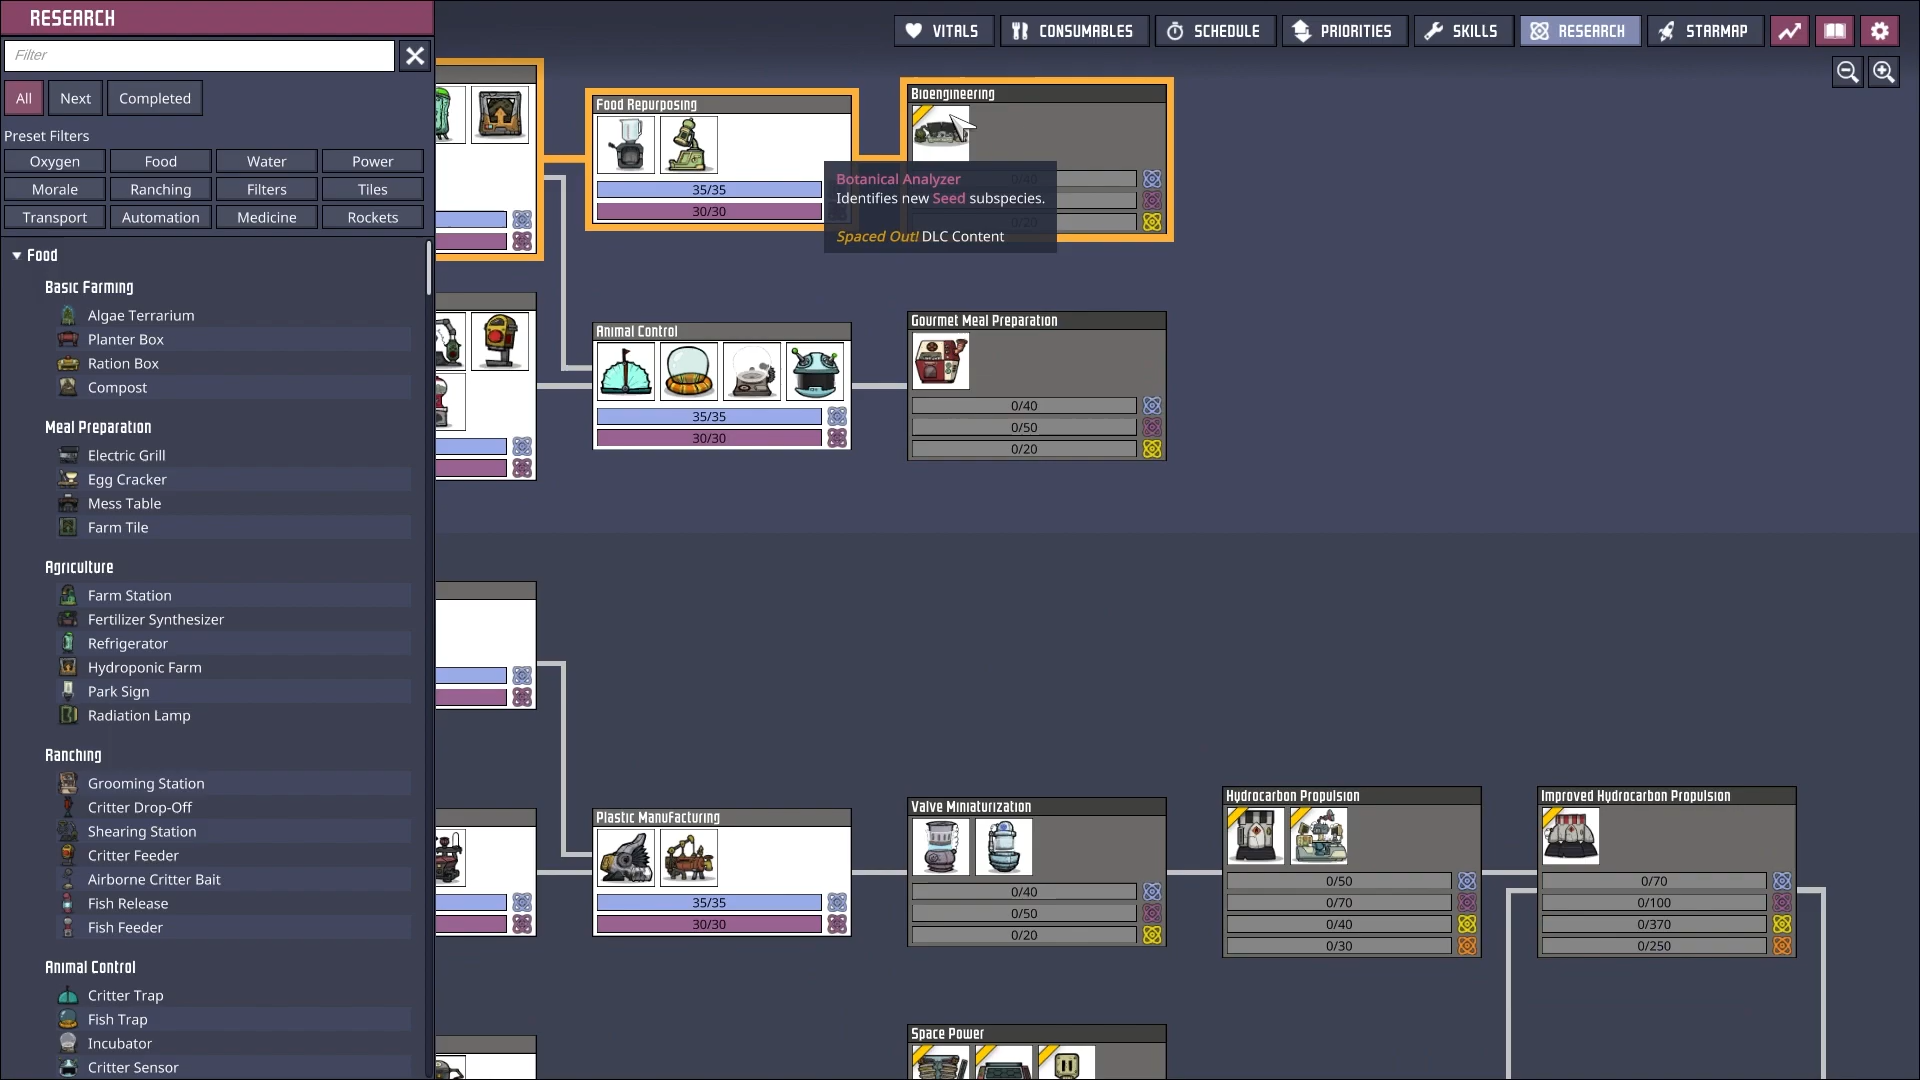 RESEARCH
VITALS
CONSUMABLES
SCHEDULE
PRIORITIES
SKILLS
RESEARCH
STARMAP
Filter
All
Next
Completed
Preset Filters
Oxygen
Food
Water
Power
Morale
Ranching
Filters
Tiles
Transport
Automation
Medicine
Rockets
Food
Basic Farming
Algae Terrarium
Planter Box
Ration Box
Compost
Meal Preparation
Electric Grill
Egg Cracker
Mess Table
Farm Tile
Agriculture
Farm Station
Fertilizer Synthesizer
Refrigerator
Hydroponic Farm
Park Sign
Radiation Lamp
Ranching
Grooming Station
Critter Drop-Off
Shearing Station
Critter Feeder
Airborne Critter Bait
Fish Release
Fish Feeder
Animal Control
Critter Trap
Fish Trap
Incubator
Critter Sensor
Food Repurposing
35/35
30/30
Bioengineering
0/40
0/20
Botanical Analyzer
Identifies new Seed subspecies.
Spaced Out! DLC Content
Animal Control
35/35
30/30
Gourmet Meal Preparation
0/40
0/50
0/20
Plastic Manufacturing
35/35
30/30
Valve Miniaturization
0/40
0/50
0/20
Hydrocarbon Propulsion
0/50
0/70
0/40
0/30
Improved Hydrocarbon Propulsion
0/70
0/100
0/370
0/250
Space Power